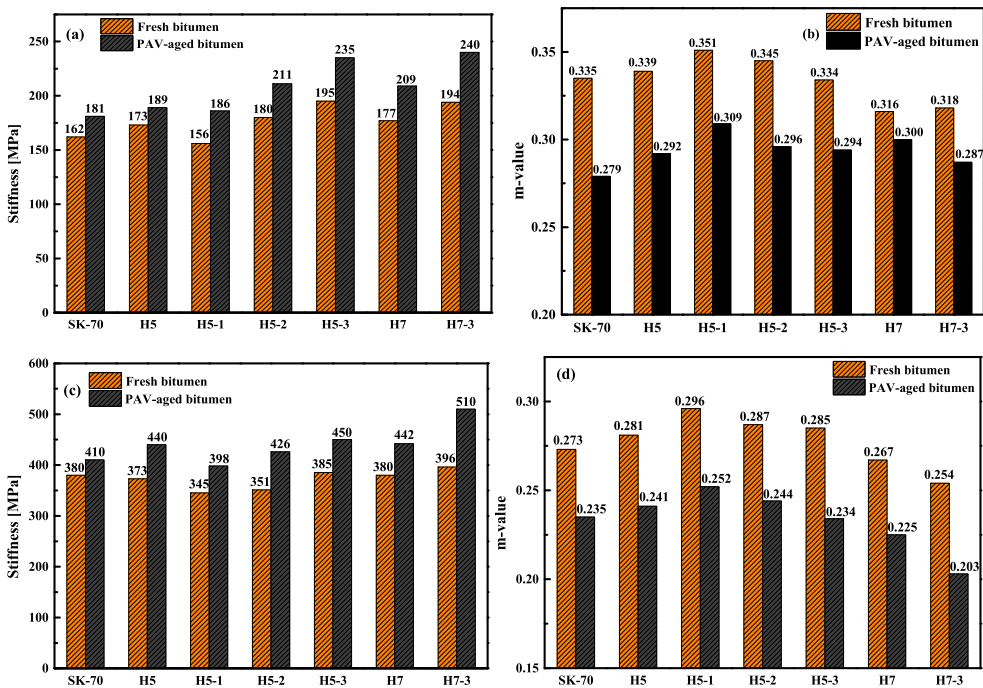 (a)
Fresh bitumen
PAV-aged bitumen
Stiffness [MPa]
250
200
150
100
50
0
162 181 173 189 156 186 180 211 195 235 177 209 194 240
SK-70 H5 H5-1 H5-2 H5-3 H7 H7-3
(b)
Fresh bitumen
PAV-aged bitumen
m-value
0.35
0.30
0.25
0.20
0.335 0.279 0.339 0.292 0.351 0.309 0.345 0.296 0.334 0.294 0.316 0.300 0.318 0.287
SK-70 H5 H5-1 H5-2 H5-3 H7 H7-3
(c)
Fresh bitumen
PAV-aged bitumen
Stiffness [MPa]
600
500
400
300
200
100
0
380 410 373 440 345 398 351 426 385 450 380 442 396 510
SK-70 H5 H5-1 H5-2 H5-3 H7 H7-3
(d)
Fresh bitumen
PAV-aged bitumen
m-value
0.30
0.25
0.20
0.15
0.273 0.235 0.281 0.241 0.296 0.252 0.287 0.244 0.285 0.234 0.267 0.225 0.254 0.203
SK-70 H5 H5-1 H5-2 H5-3 H7 H7-3